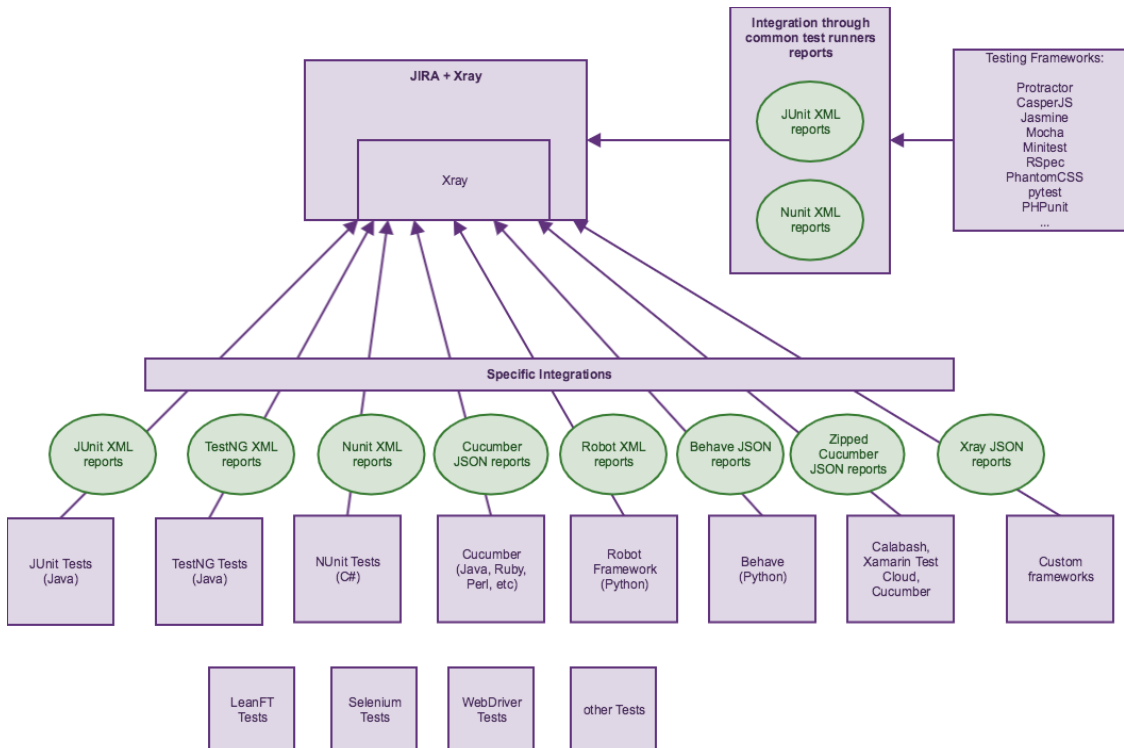 Integration through
common test runners
reports
JIRA + Xray
Xray
JUnit XML
reports
Nunit XML
reports
Testing Frameworks:
Protractor
CasperJS
Jasmine
Mocha
Minitest
RSpec
PhantomCSS
pytest
PHPunit
...
Specific Integrations
JUnit XML
reports
TestNG XML
reports
Nunit XML
reports
Cucumber
JSON reports
Robot XML
reports
Behave JSON
reports
Zipped
Cucumber
JSON reports
Xray JSON
reports
JUnit Tests
(Java)
TestNG Tests
(Java)
NUnit Tests
(C#)
Cucumber
(Java, Ruby,
Perl, etc)
Robot
Framework
(Python)
Behave
(Python)
Calabash,
Xamarin Test
Cloud,
Cucumber
Custom
frameworks
LeanFT
Tests
Selenium
Tests
WebDriver
Tests
other Tests